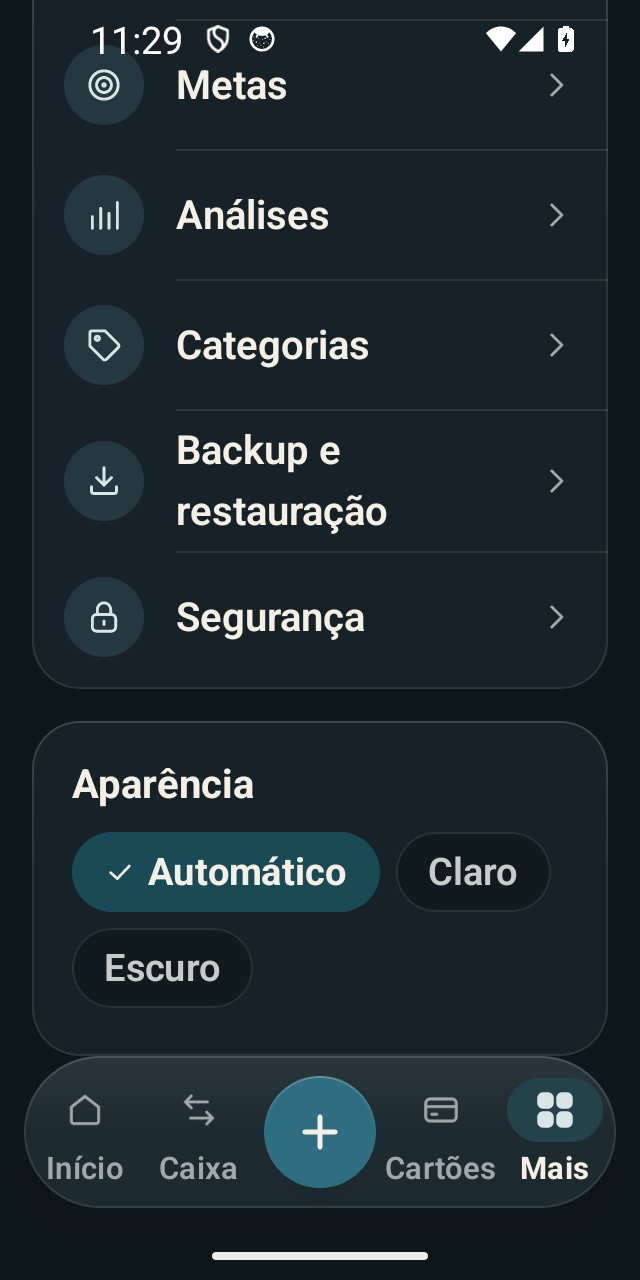 11:29
Metas
Análises
Categorias
Backup e
restauração
Segurança
Aparência
Automático
Claro
Escuro
Início
Caixa
Cartões
Mais